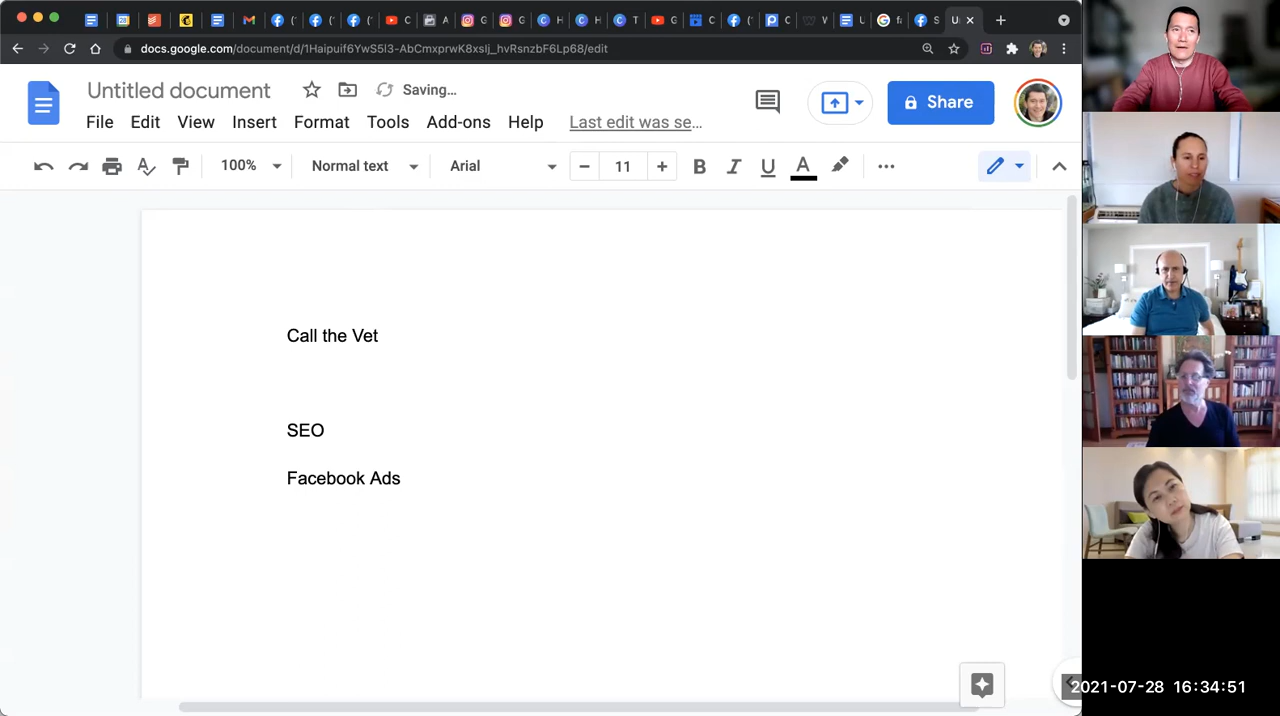 ( ( ( C A G G C H C H C T G C ( C W U f S U
docs.google.com/document/d/1Haipuif6YwS5l3-AbCmxprwK8xslj_hvRsnzbF6Lp68/edit
Untitled document Saving…
File Edit View Insert Format Tools Add-ons Help Last edit was se… Share
100% Normal text Arial 11 B I U A
Call the Vet
SEO
Facebook Ads
2021-07-28 16:34:51